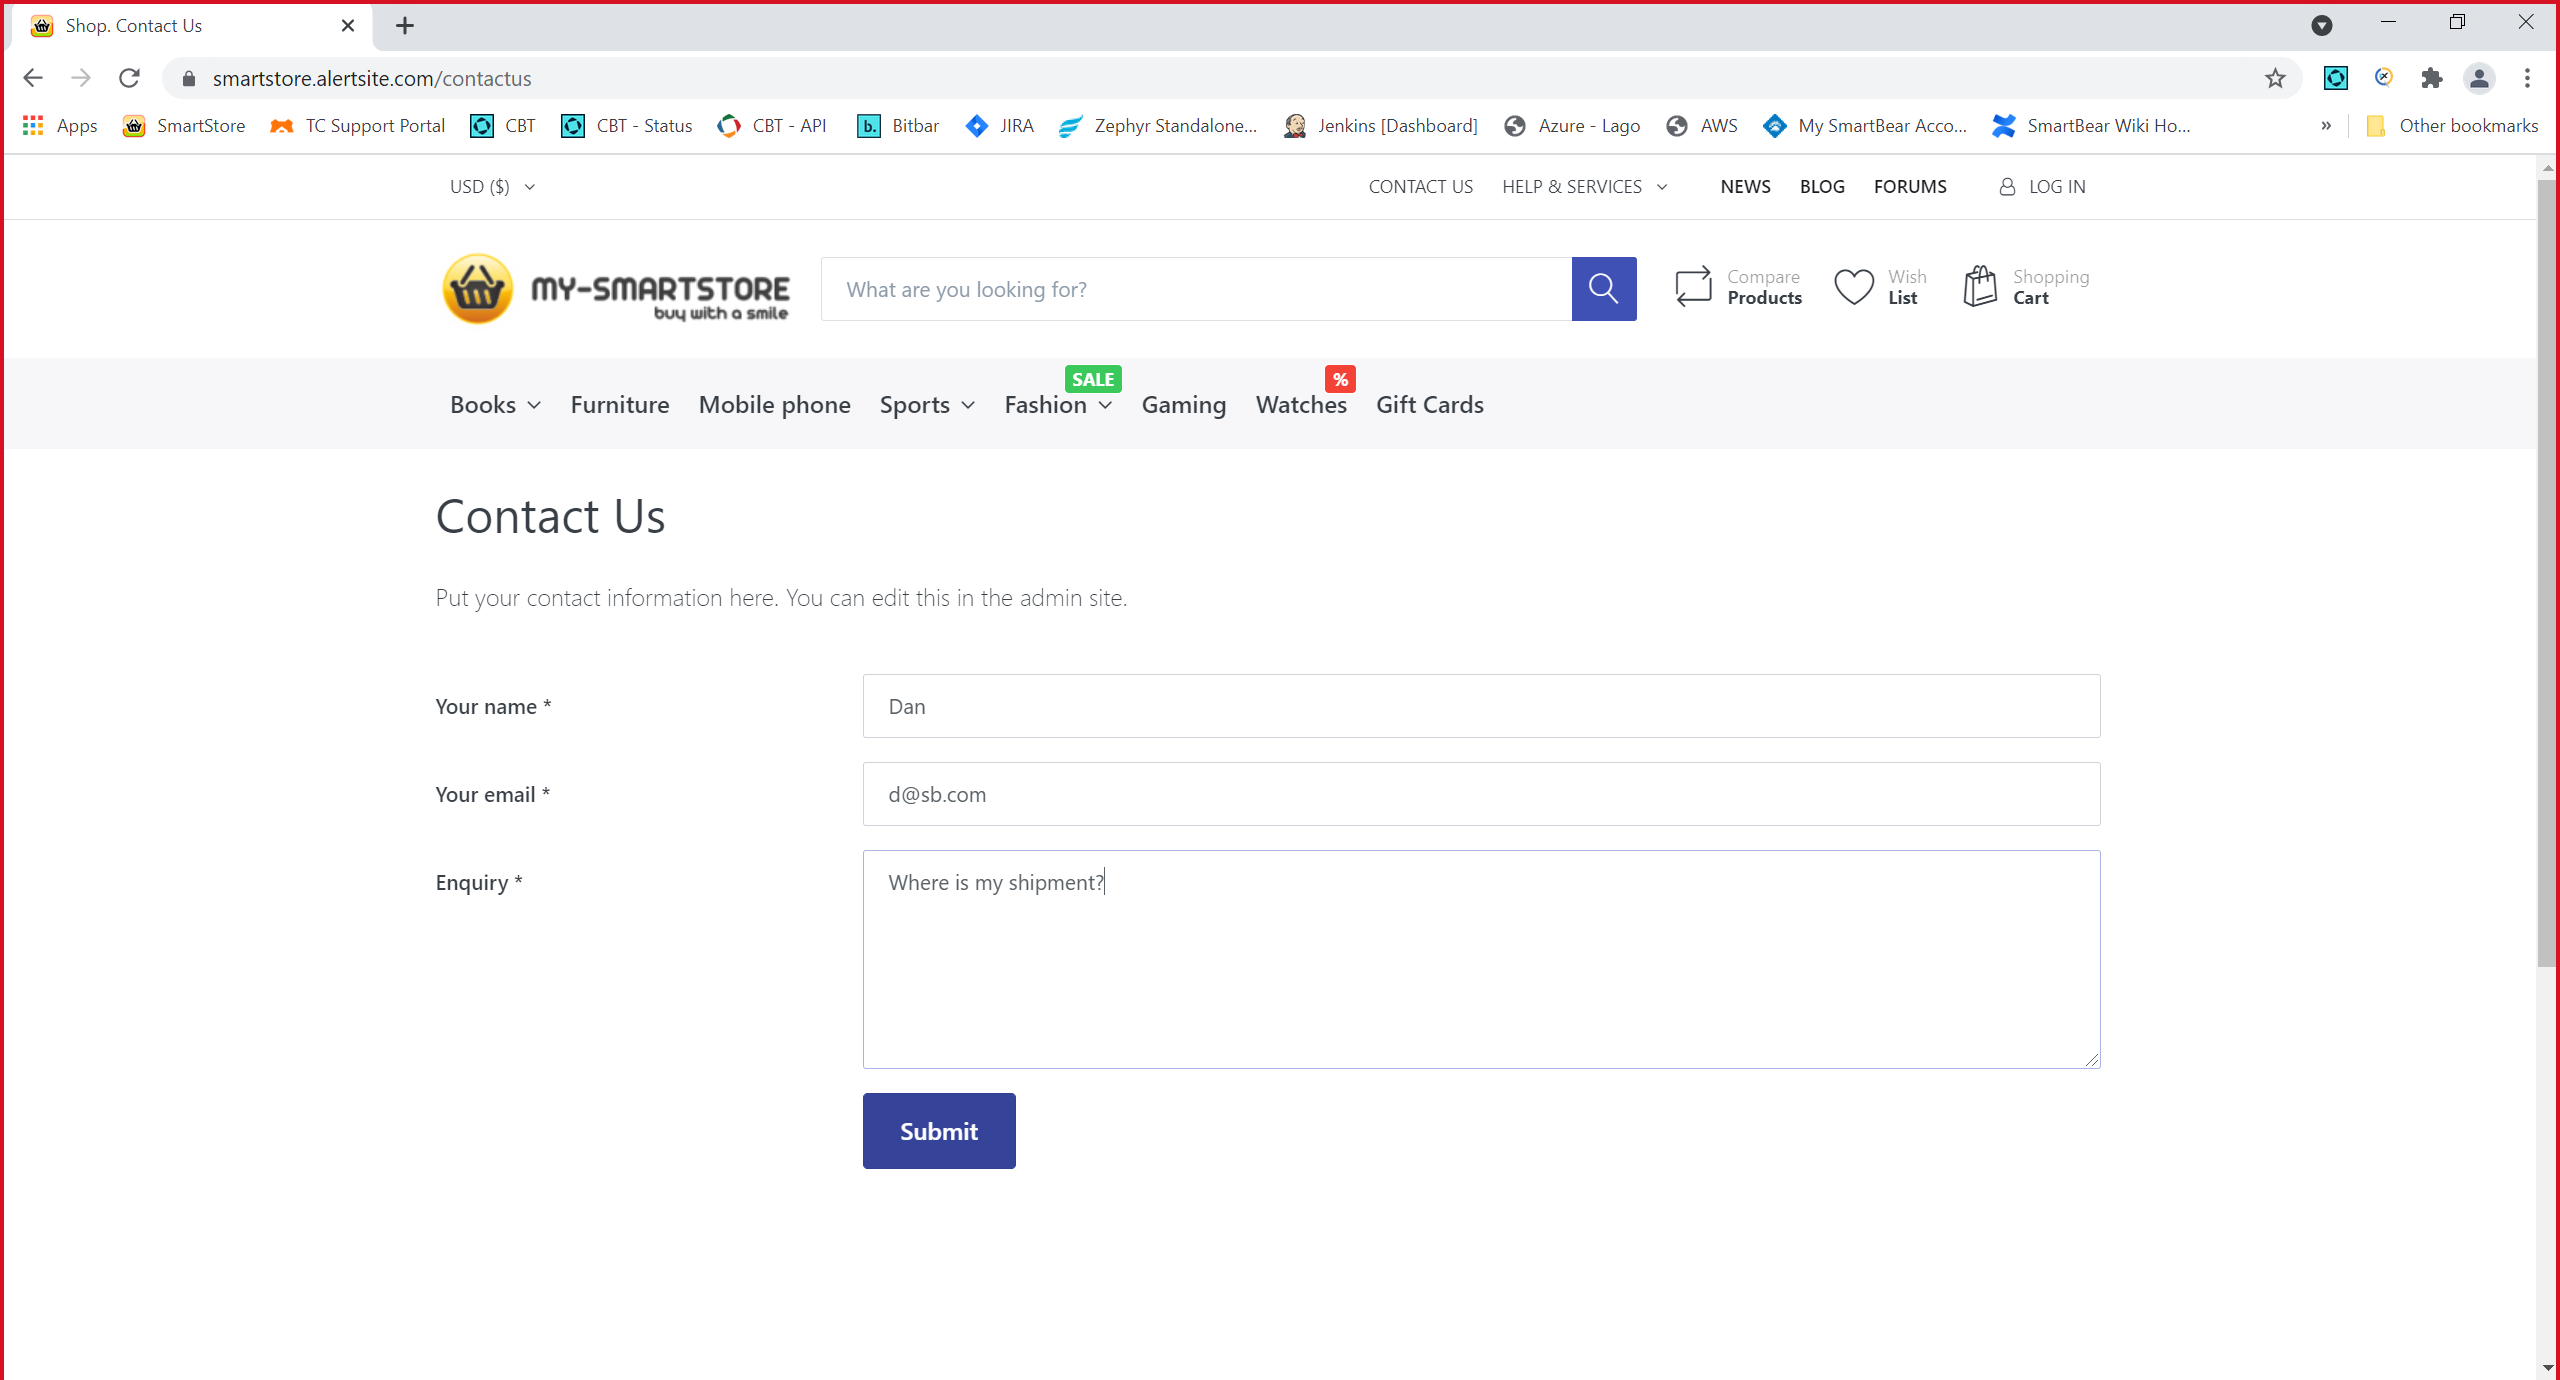 Shop. Contact Us
smartstore.alertsite.com/contactus
Apps SmartStore TC Support Portal CBT CBT - Status CBT - API b. Bitbar JIRA Zephyr Standalone... Jenkins [Dashboard] Azure - Lago AWS My SmartBear Acco... SmartBear Wiki Ho... » Other bookmarks
USD ($) CONTACT US HELP & SERVICES NEWS BLOG FORUMS LOG IN
MY-SMARTSTORE
buy with a smile
What are you looking for?
Compare
Products
Wish
List
Shopping
Cart
SALE %
Books Furniture Mobile phone Sports Fashion Gaming Watches Gift Cards
Contact Us
Put your contact information here. You can edit this in the admin site.
Your name * Dan
Your email * d@sb.com
Enquiry * Where is my shipment?
Submit